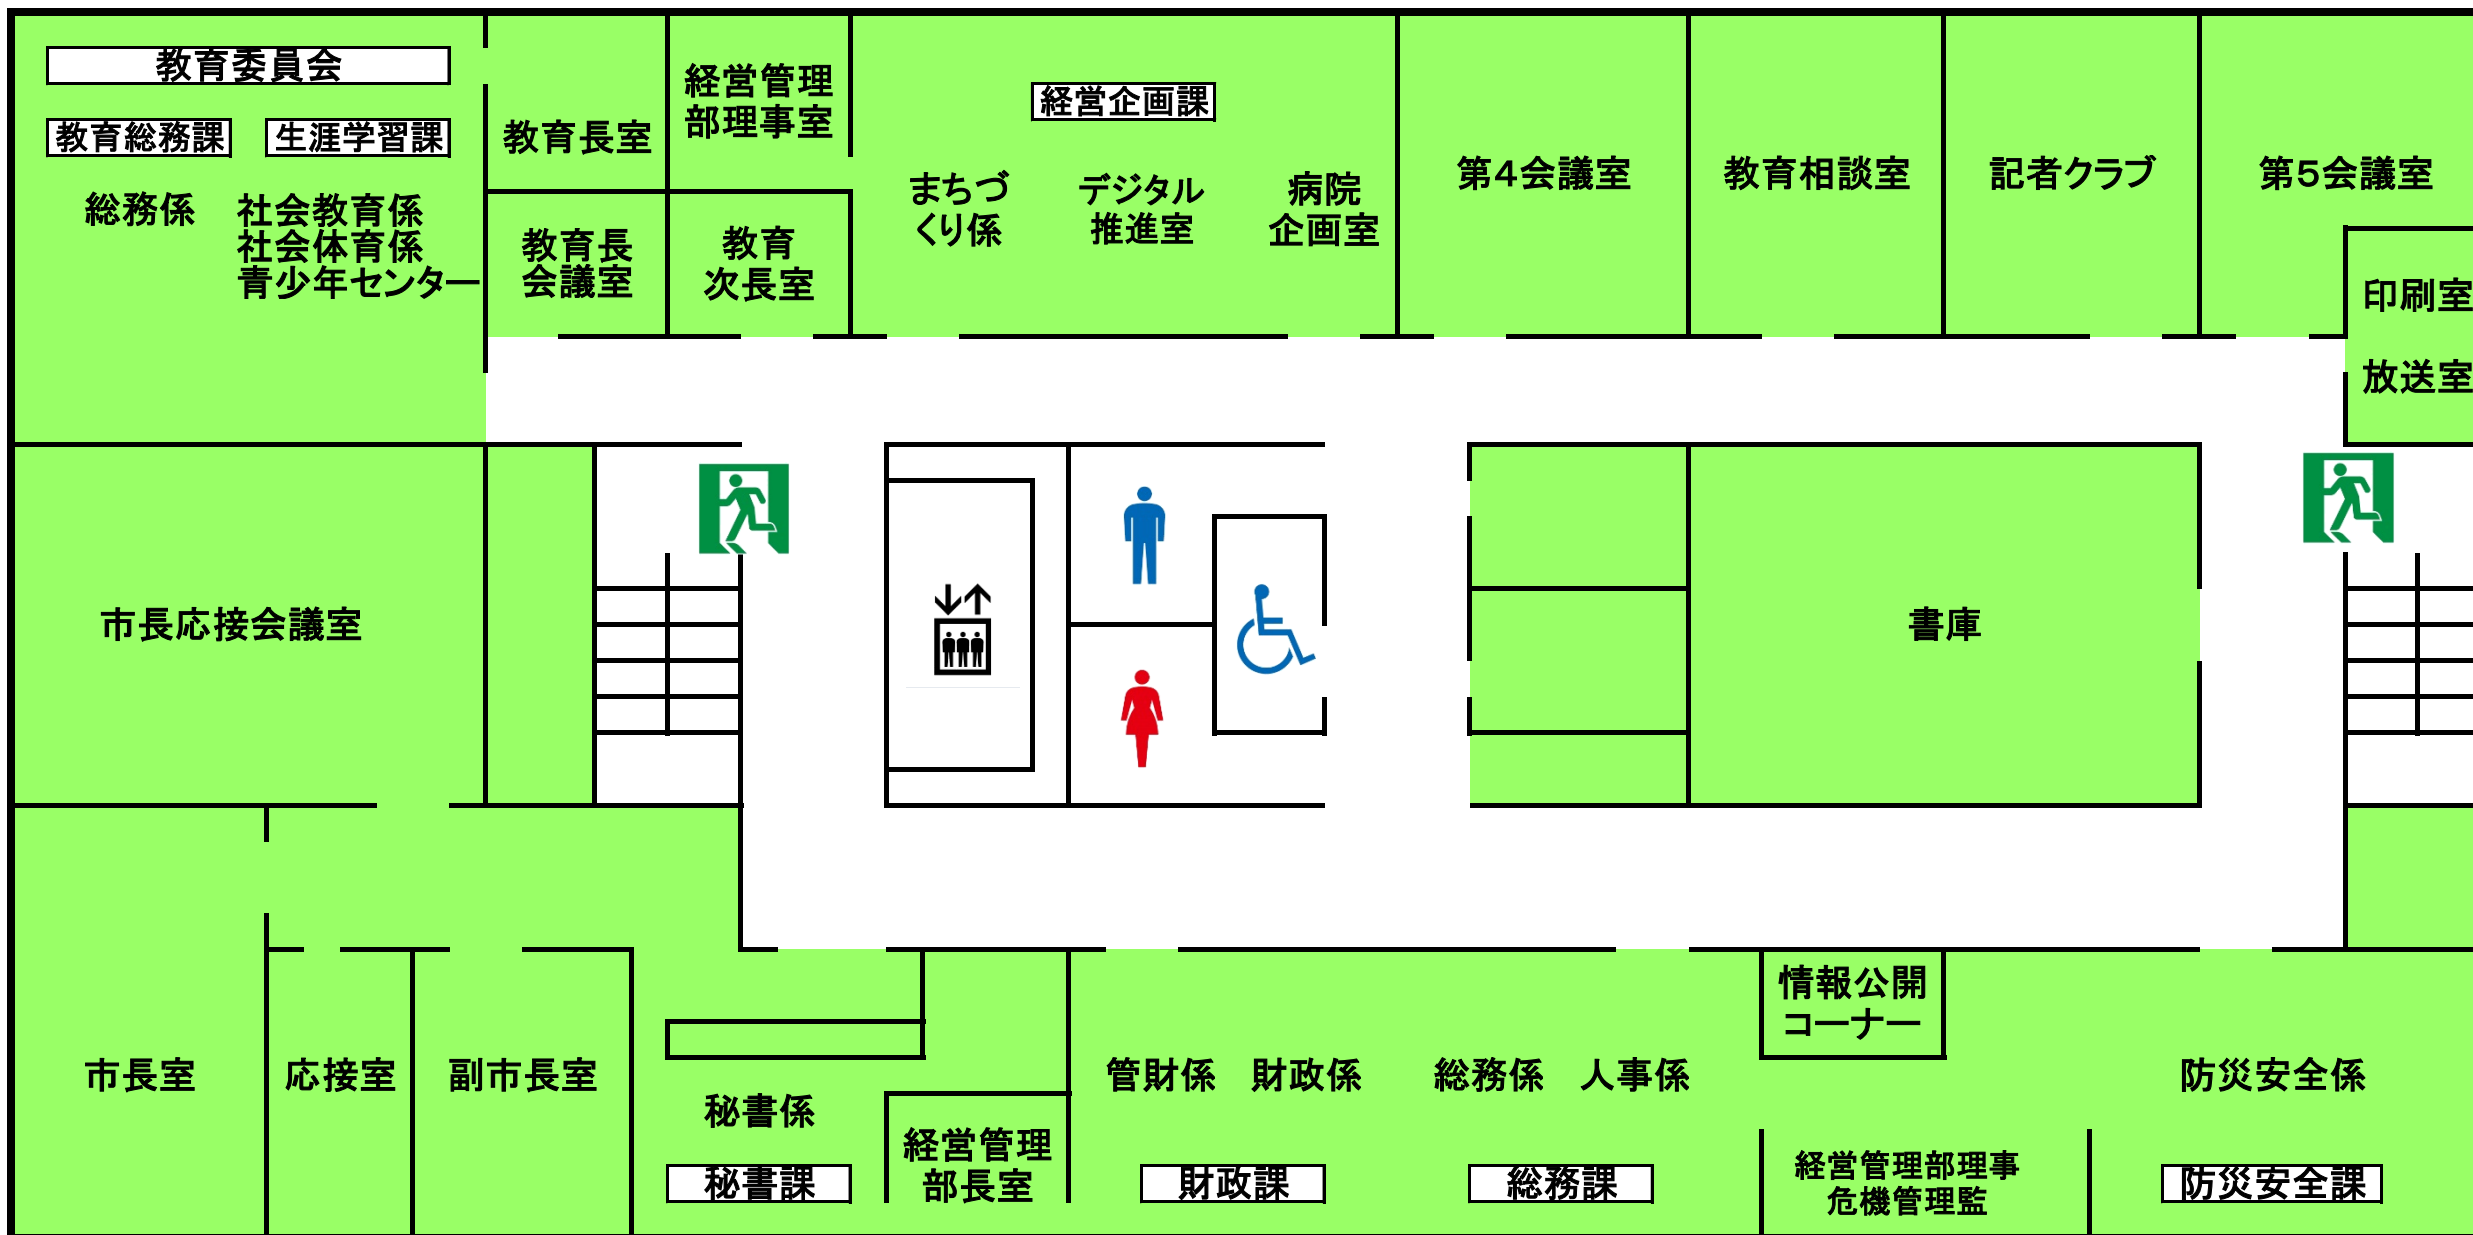 教育委員会
教育総務課
生涯学習課
総務係
社会教育係
社会体育係
青少年センター
教育長室
経営管理
部理事室
教育長
会議室
教育
次長室
経営企画課
まちづ
くり係
デジタル
推進室
病院
企画室
第4会議室
教育相談室
記者クラブ
第5会議室
印刷室
放送室
市長応接会議室
書庫
市長室
応接室
副市長室
秘書係
秘書課
経営管理
部長室
管財係
財政係
財政課
総務係
人事係
総務課
情報公開
コーナー
経営管理部理事
危機管理監
防災安全係
防災安全課